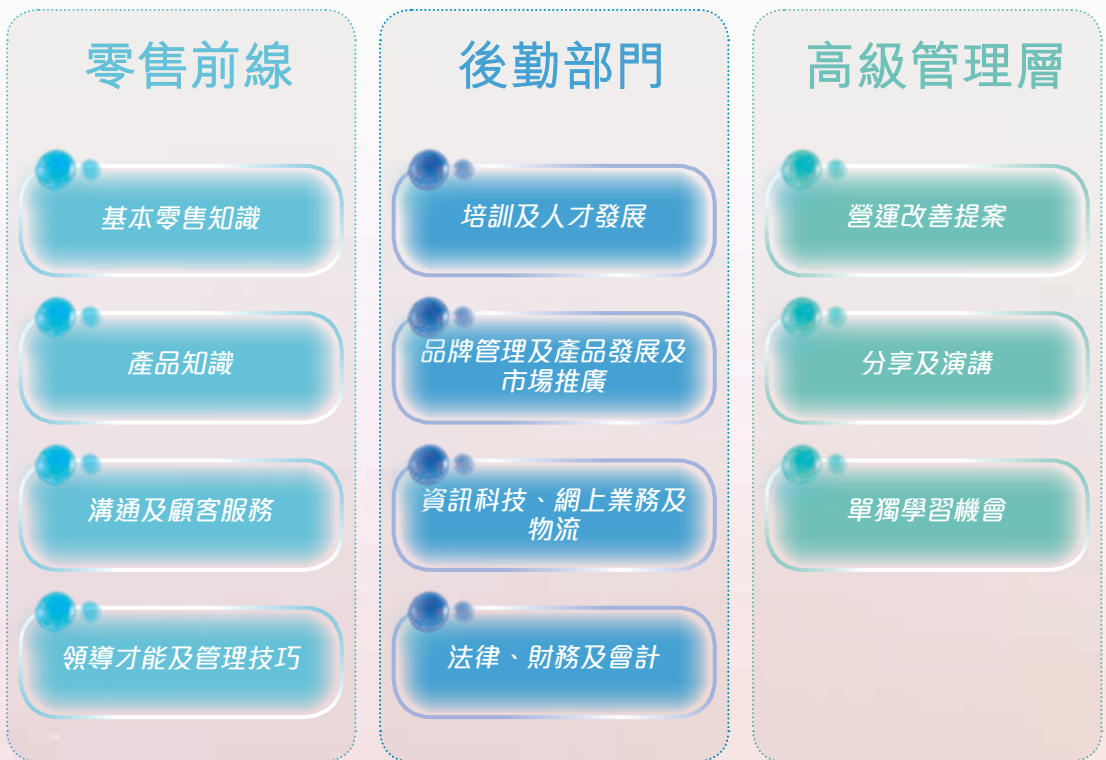 零售前線
基本零售知識
產品知識
溝通及顧客服務
領導才能及管理技巧
後勤部門
培訓及人才發展
品牌管理及產品發展及
市場推廣
資訊科技、網上業務及
物流
法律、財務及會計
高級管理層
營運改善提案
分享及演講
單獨學習機會